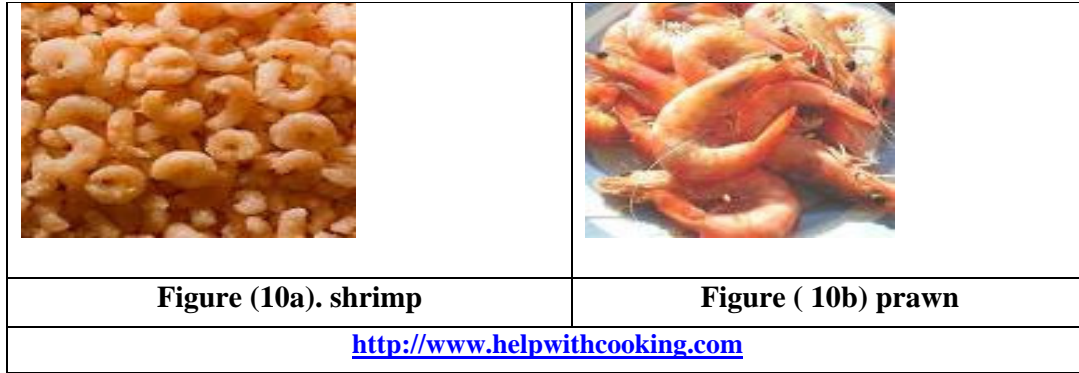 Figure (10a). shrimp
Figure ( 10b) prawn
http://www.helpwithcooking.com